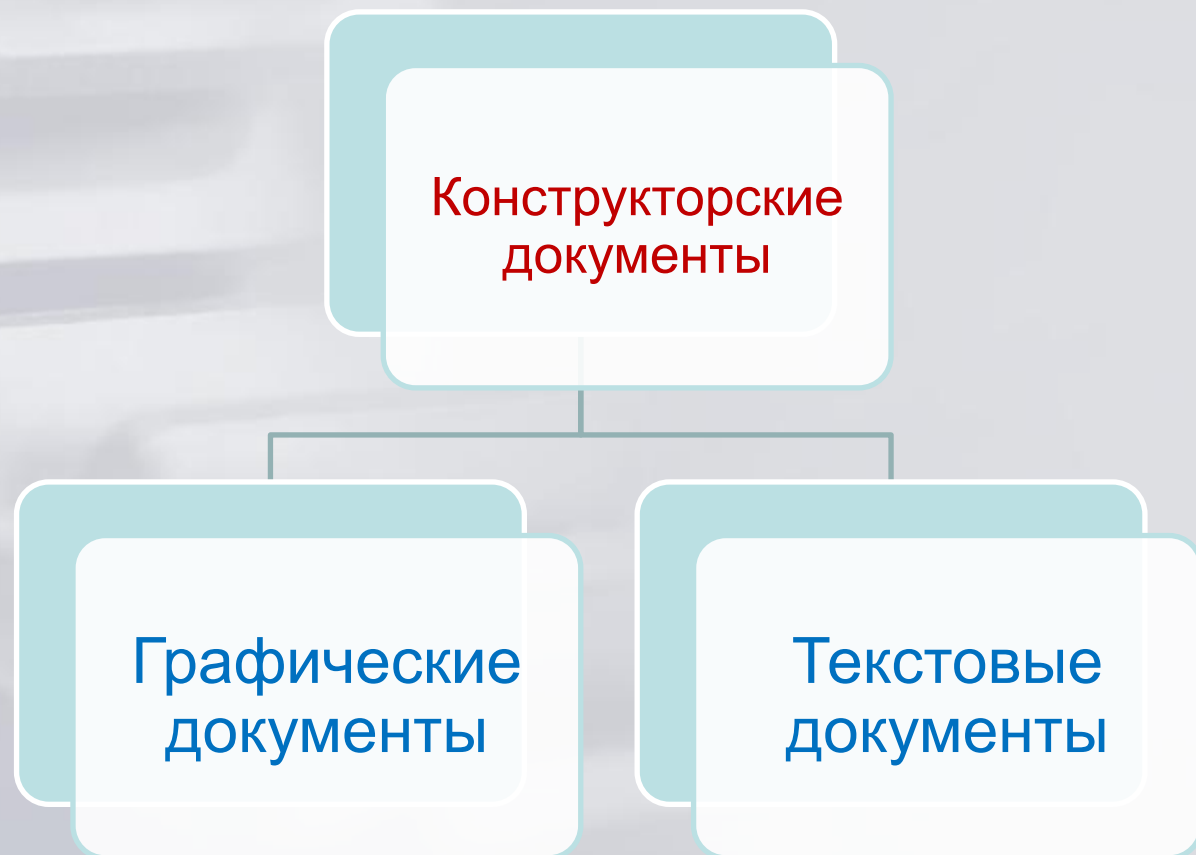 Конструкторские
документы
Графические
документы
Текстовые
документы